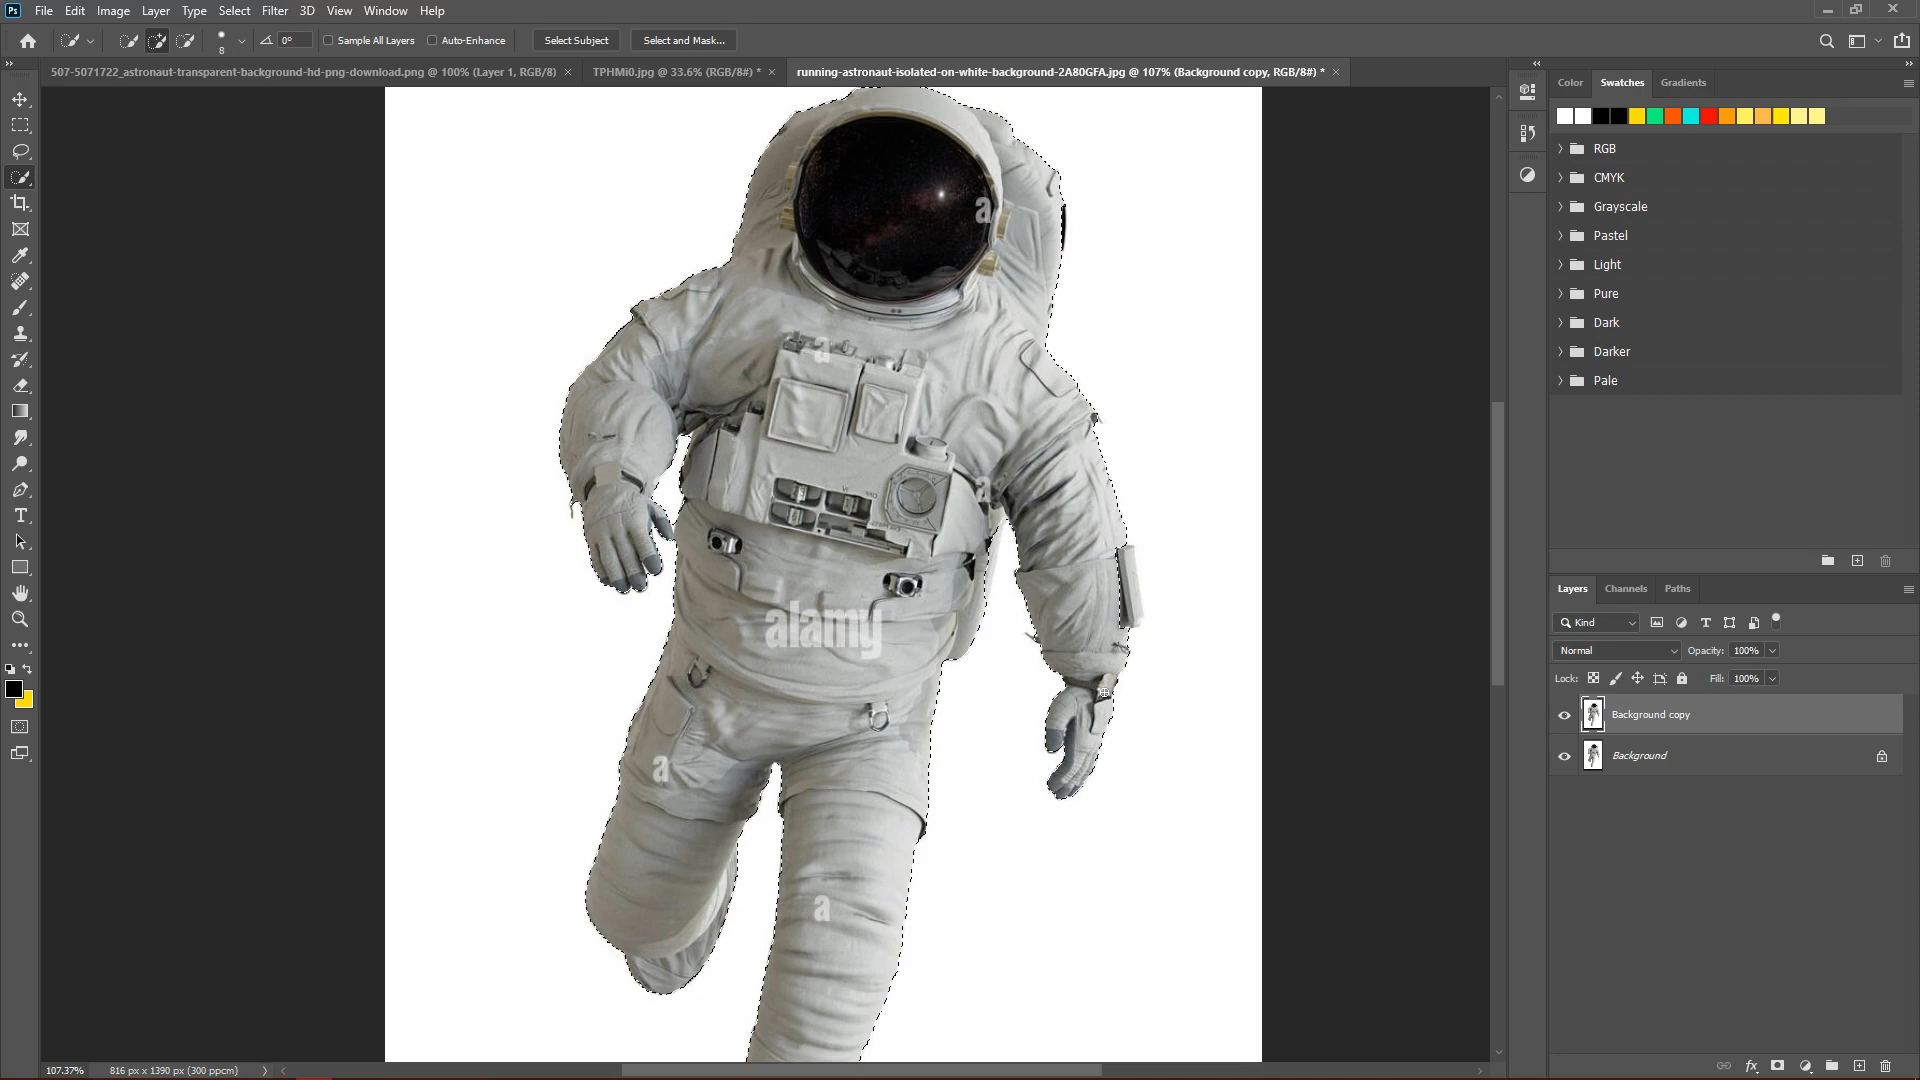 Ps File Edit Image Layer Type Select Filter 3D View Window Help
8 0° Sample All Layers Auto-Enhance Select Subject Select and Mask...
507-5071722_astronaut-transparent-background-hd-png-download.png @ 100% (Layer 1, RGB/8) × TPHMi0.jpg @ 33.6% (RGB/8#) * × running-astronaut-isolated-on-white-background-2A80GFA.jpg @ 107% (Background copy, RGB/8#) * ×
Color Swatches Gradients
RGB
CMYK
Grayscale
Pastel
Light
Pure
Dark
Darker
Pale
a
a
a
alamy
a
a
Layers Channels Paths
Kind
Normal Opacity: 100%
Lock: Fill: 100%
Background copy
Background
107.37% 816 px x 1390 px (300 ppcm)